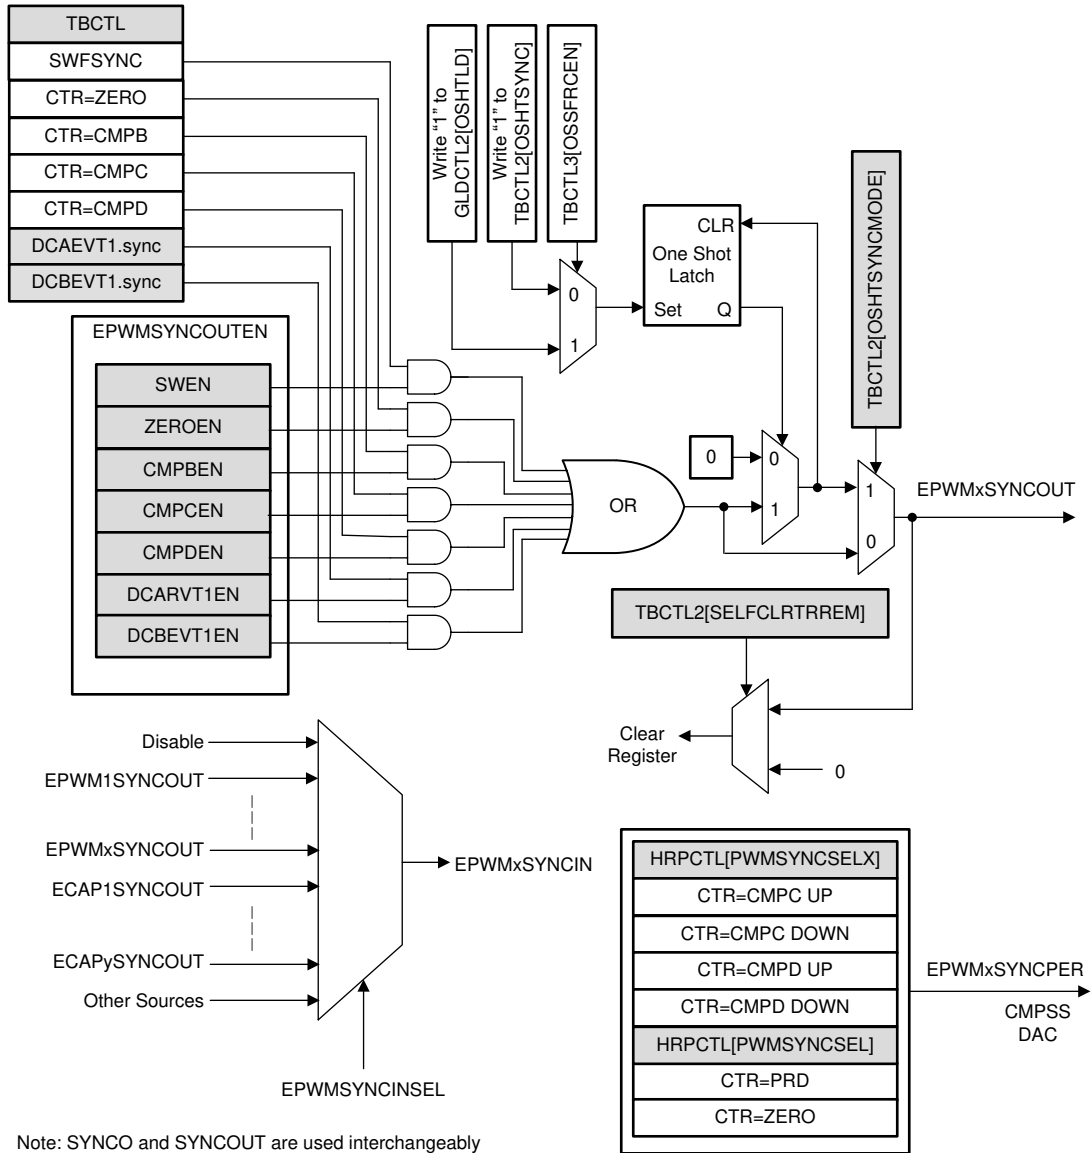 TBCTL
SWFSYNC
CTR=ZERO
CTR=CMPB
CTR=CMPC
CTR=CMPD
DCAEVT1.sync
DCBEVT1.sync
EPWMSYNCOUTEN
SWEN
ZEROEN
CMPBEN
CMPCEN
CMPDEN
DCARVT1EN
DCBEVT1EN
Write “1” to
GLDCTL2[OSHTLD]
Write “1” to
TBCTL2[OSHTSYNC]
TBCTL3[OSSFRCEN]
0
1
CLR
One Shot
Latch
Set Q
TBCTL2[OSHTSYNCMODE]
OR
0
0
1
1
0
EPWMxSYNCOUT
TBCTL2[SELFCLRTRREM]
Clear
Register
0
Disable
EPWM1SYNCOUT
EPWMxSYNCOUT
ECAP1SYNCOUT
ECAPySYNCOUT
Other Sources
EPWMxSYNCIN
EPWMSYNCINSEL
HRPCTL[PWMSYNCSELX]
CTR=CMPC UP
CTR=CMPC DOWN
CTR=CMPD UP
CTR=CMPD DOWN
HRPCTL[PWMSYNCSEL]
CTR=PRD
CTR=ZERO
EPWMxSYNCPER
CMPSS
DAC
Note: SYNCO and SYNCOUT are used interchangeably